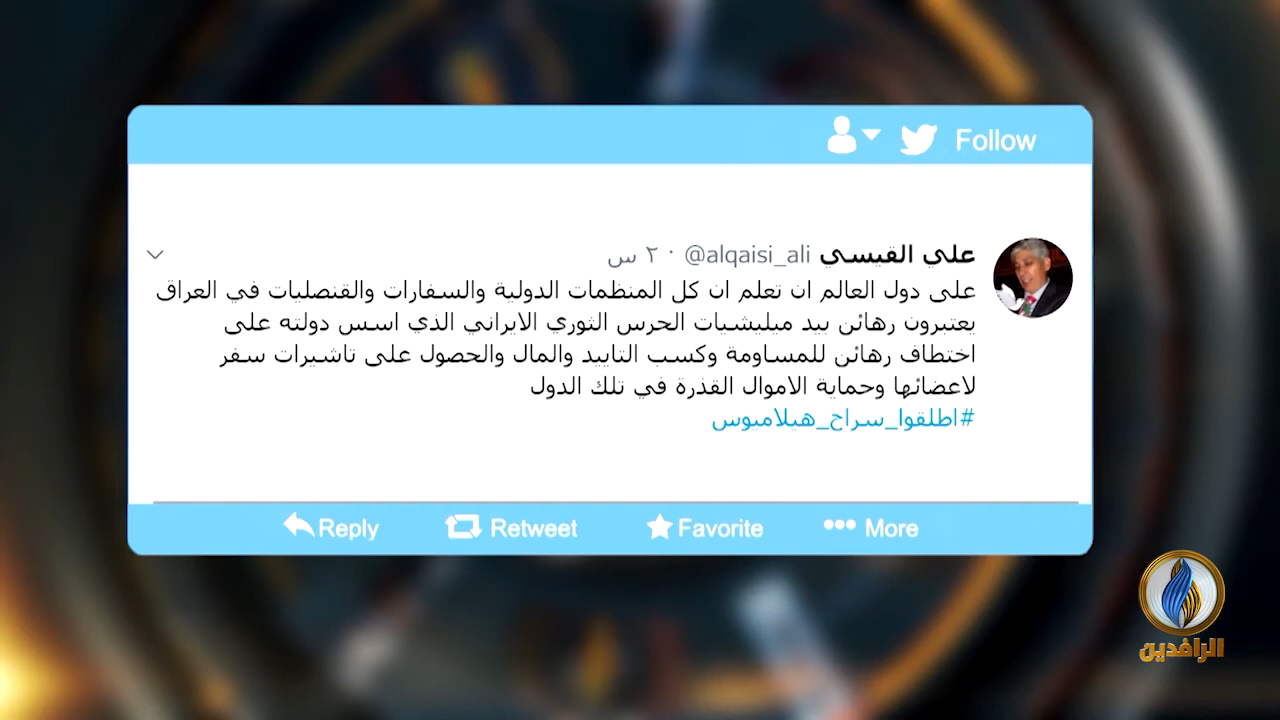 Follow
علي القيسي @alqaisi_ali · ٢ س
على دول العالم ان تعلم ان كل المنظمات الدولية والسفارات والقنصليات في العراق
يعتبرون رهائن بيد ميليشيات الحرس الثوري الايراني الذي اسس دولته على
اختطاف رهائن للمساومة وكسب التاييد والمال والحصول على تاشيرات سفر
لاعضائها وحماية الاموال القذرة في تلك الدول
#اطلقوا_سراح_هيلاميوس
Reply Retweet Favorite More
الرافدين